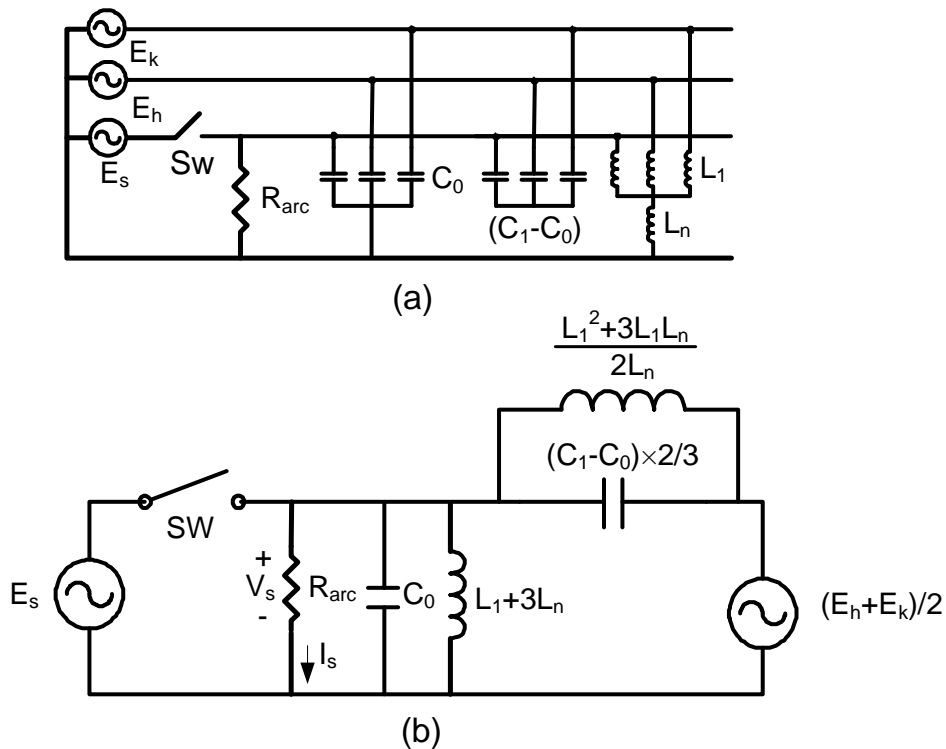 E_k
E_h
E_s
Sw
R_arc
C_0
(C_1-C_0)
L_1
L_n
(a)
L_1^2+3L_1L_n
2L_n
(C_1-C_0)×2/3
SW
E_s
+
V_s
-
R_arc
C_0
L_1+3L_n
(E_h+E_k)/2
I_s
(b)